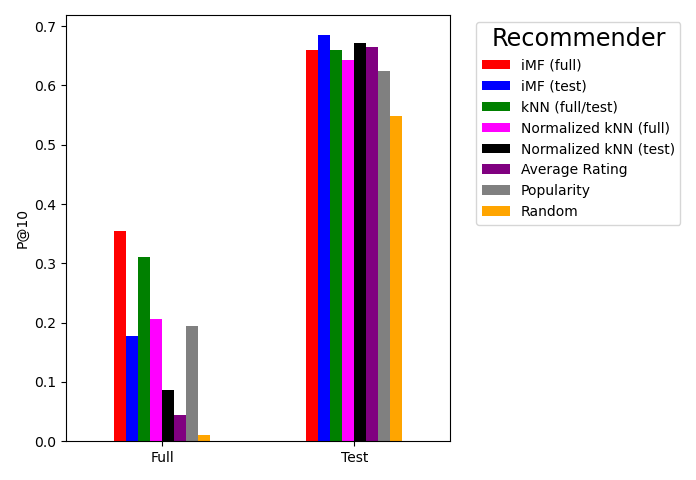 0.7
0.6
0.5
0.4
0.3
0.2
0.1
0.0
P@10
Full
Test
Recommender
iMF (full)
iMF (test)
kNN (full/test)
Normalized kNN (full)
Normalized kNN (test)
Average Rating
Popularity
Random